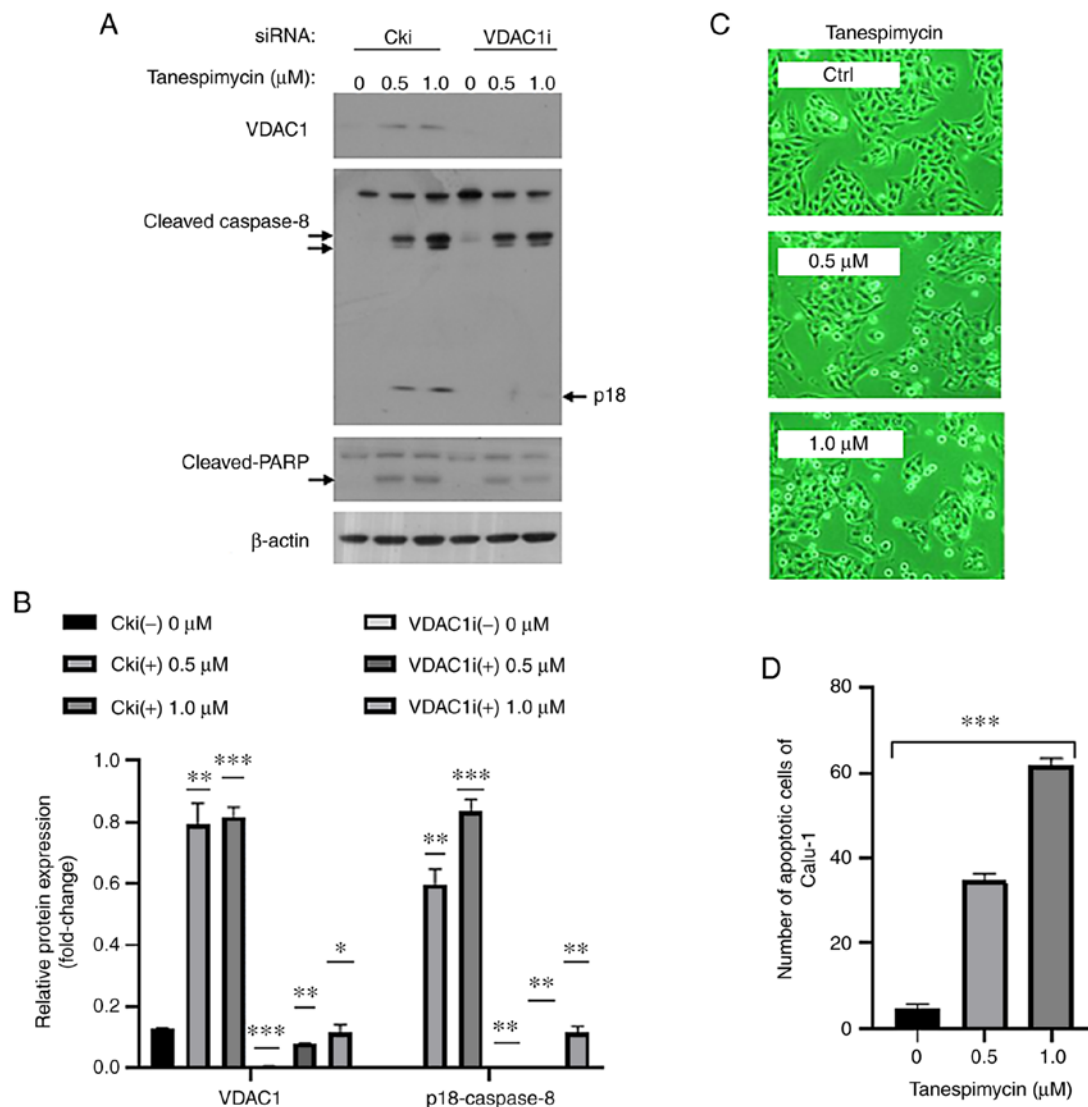 A
siRNA: Cki VDAC1i
Tanespimycin (μM): 0 0.5 1.0 0 0.5 1.0
VDAC1
Cleaved caspase-8
p18
Cleaved-PARP
β-actin
B
Cki(−) 0 μM VDAC1i(−) 0 μM
Cki(+) 0.5 μM VDAC1i(+) 0.5 μM
Cki(+) 1.0 μM VDAC1i(+) 1.0 μM
Relative protein expression
(fold-change)
1.0
0.8
0.6
0.4
0.2
0.0
** *** *** ** *
** *** ** ** **
VDAC1 p18-caspase-8
C
Tanespimycin
Ctrl
0.5 μM
1.0 μM
D
Number of apoptotic cells of
Calu-1
80
60
40
20
0
***
0 0.5 1.0
Tanespimycin (μM)